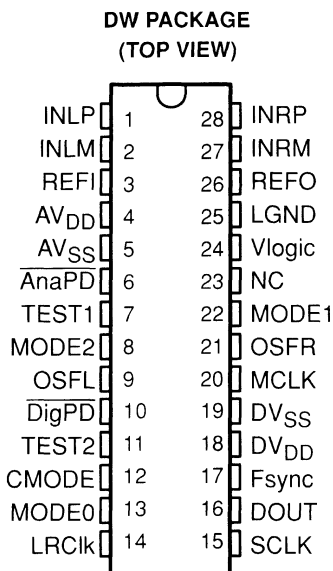 DW PACKAGE
(TOP VIEW)
INLP 1 28 INRP
INLM 2 27 INRM
REFI 3 26 REFO
AVDD 4 25 LGND
AVSS 5 24 Vlogic
AnaPD 6 23 NC
TEST1 7 22 MODE1
MODE2 8 21 OSFR
OSFL 9 20 MCLK
DigPD 10 19 DVSS
TEST2 11 18 DVDD
CMODE 12 17 Fsync
MODE0 13 16 DOUT
LRClk 14 15 SCLK